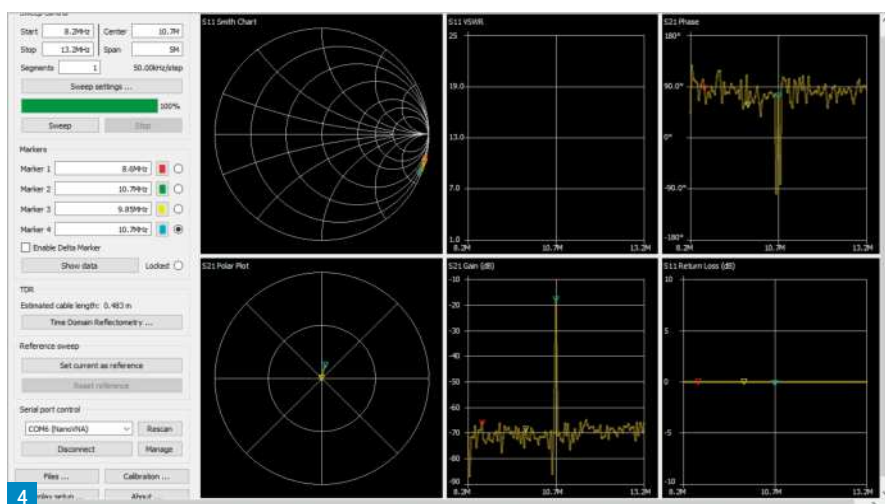 Sweep control
Start 8.2MHz Center 10.7M
Stop 13.2MHz Span 5M
Segments 1 50.00kHz/step
Sweep settings ...
100%
Sweep Stop
Markers
Marker 1 8.6MHz
Marker 2 10.7MHz
Marker 3 9.85MHz
Marker 4 10.7MHz
Enable Delta Marker
Show data Locked
TDR
Estimated cable length: 0.483 m
Time Domain Reflectometry ...
Reference sweep
Set current as reference
Reset reference
Serial port control
COM6 (NanoVNA) Rescan
Disconnect Manage
Files ... Calibration ...
Display setup ... About ...
4
S11 Smith Chart
S11 VSWR
25
19.0
13.0
7.0
1.0
8.2M 10.7M 13.2M
S21 Phase
180°
90.0°
0°
-90.0°
-180°
8.2M 10.7M 13.2M
S21 Polar Plot
S21 Gain (dB)
-10
-20
-30
-40
-50
-60
-70
-80
-90
8.2M 10.7M 13.2M
S11 Return Loss (dB)
10
5
0
-5
-10
8.2M 10.7M 13.2M